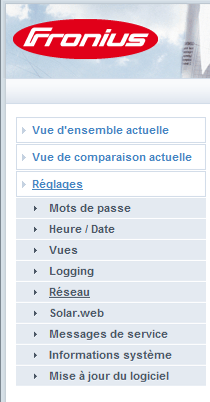 Fronius
Vue d'ensemble actuelle
Vue de comparaison actuelle
Réglages
Mots de passe
Heure / Date
Vues
Logging
Réseau
Solar.web
Messages de service
Informations système
Mise à jour du logiciel